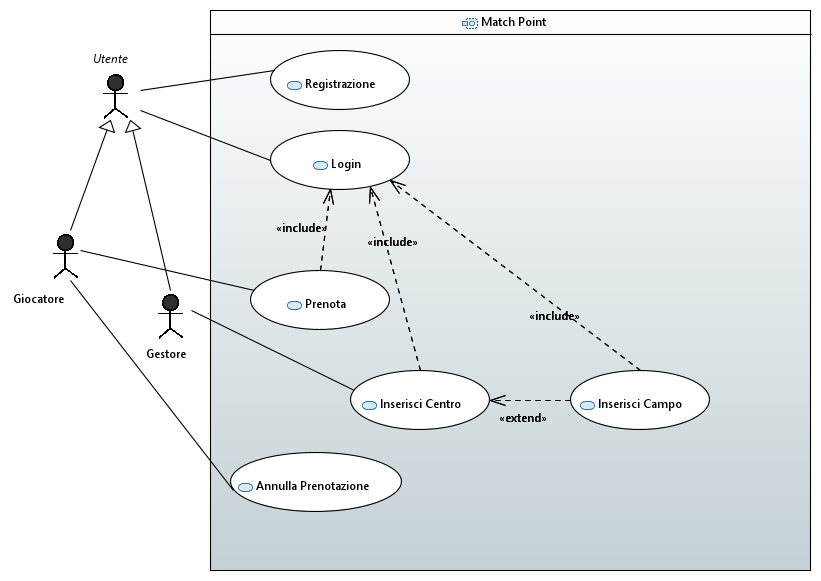 Match Point
Utente
Registrazione
Login
«include»
«include»
Giocatore
Prenota
«include»
Gestore
Inserisci Centro
Inserisci Campo
«extend»
Annulla Prenotazione